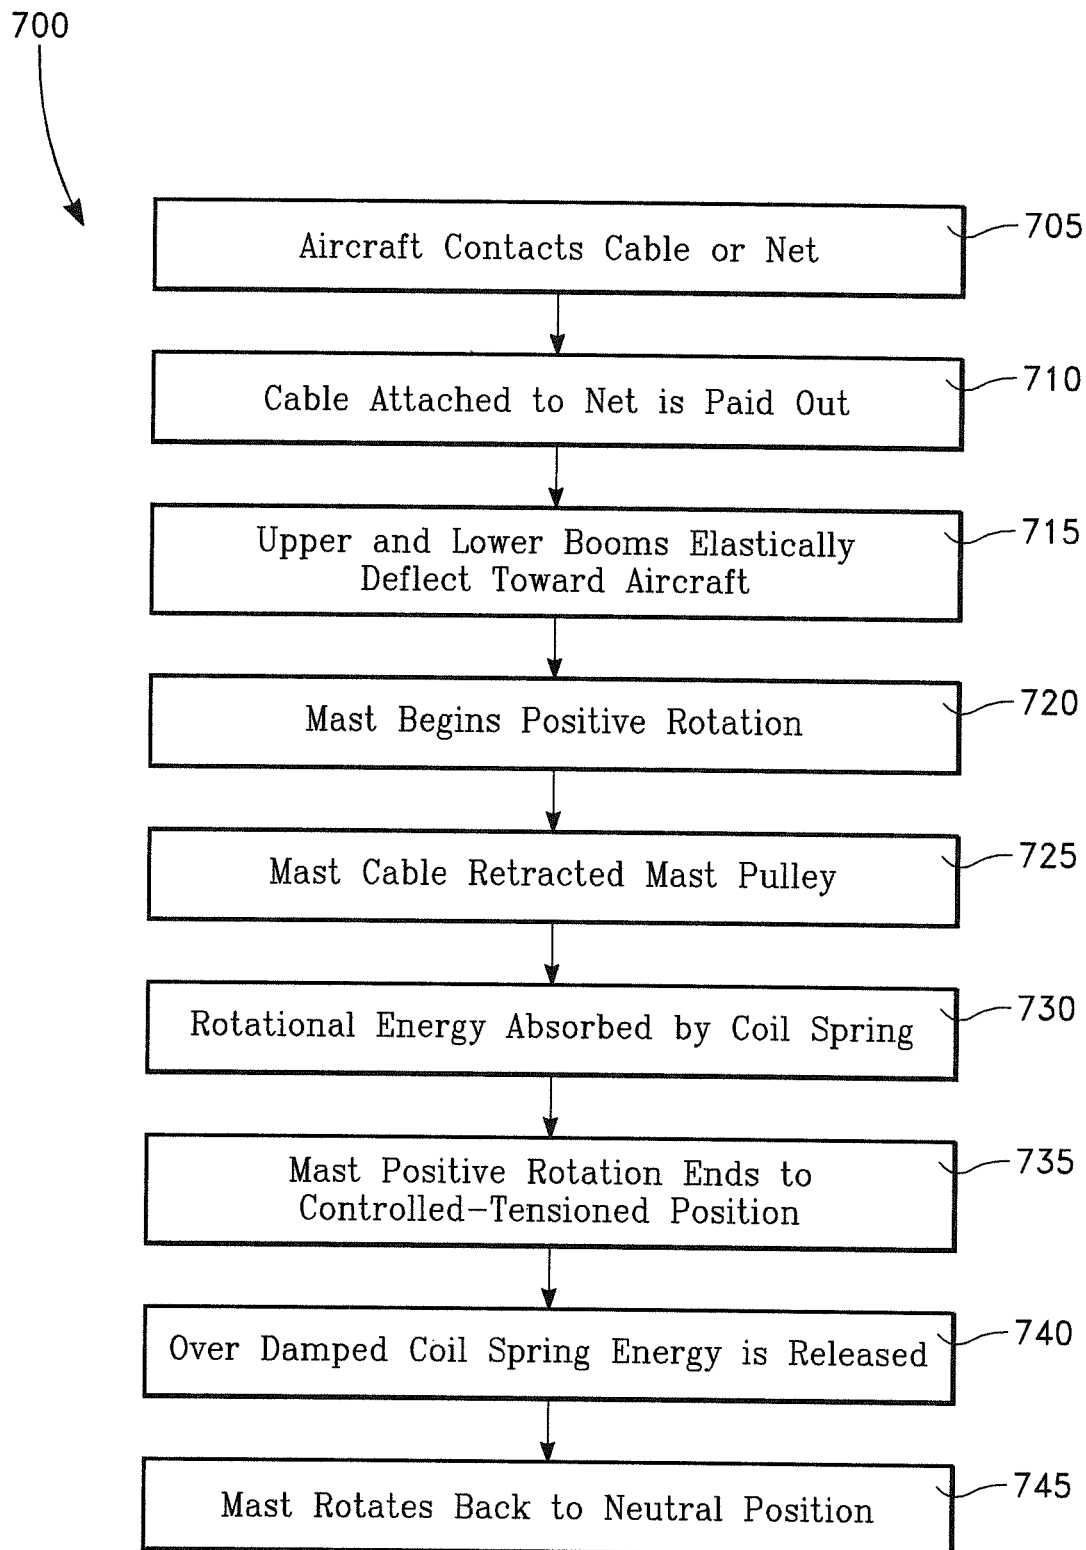 700
Aircraft Contacts Cable or Net
705
Cable Attached to Net is Paid Out
710
Upper and Lower Booms Elastically
Deflect Toward Aircraft
715
Mast Begins Positive Rotation
720
Mast Cable Retracted Mast Pulley
725
Rotational Energy Absorbed by Coil Spring
730
Mast Positive Rotation Ends to
Controlled-Tensioned Position
735
Over Damped Coil Spring Energy is Released
740
Mast Rotates Back to Neutral Position
745